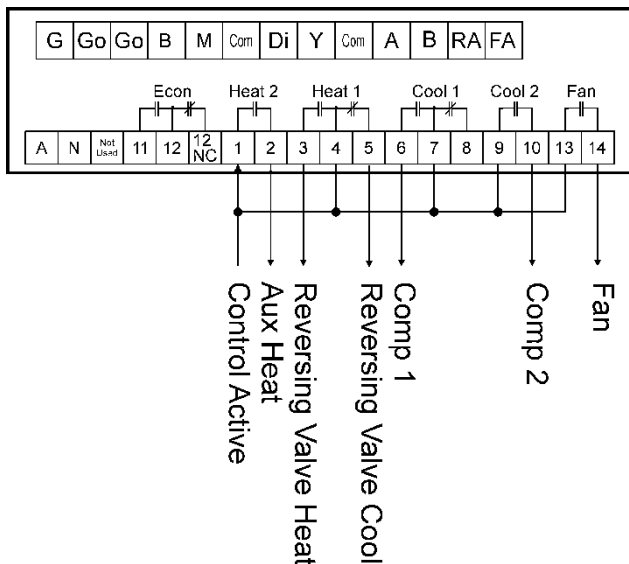 G Go Go B M Com Di Y Com A B RA FA
Econ Heat 2 Heat 1 Cool 1 Cool 2 Fan
A N Not Used 11 12 12 NC 1 2 3 4 5 6 7 8 9 10 13 14
Control Active
Aux Heat
Reversing Valve Heat
Reversing Valve Cool
Comp 1
Comp 2
Fan